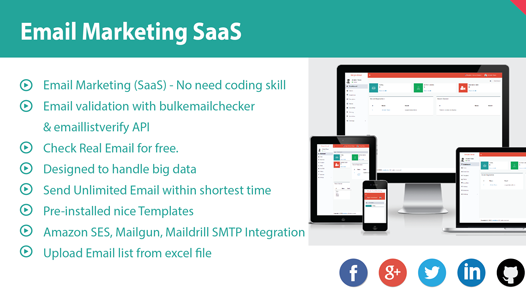 Email Marketing SaaS
Email Marketing (SaaS) - No need coding skill
Email validation with bulkemailchecker
& emaillistverify API
Check Real Email for free.
Designed to handle big data
Send Unlimited Email within shortest time
Pre-installed nice Templates
Amazon SES, Mailgun, Maildrill SMTP Integration
Upload Email list from excel file
f
g+
in